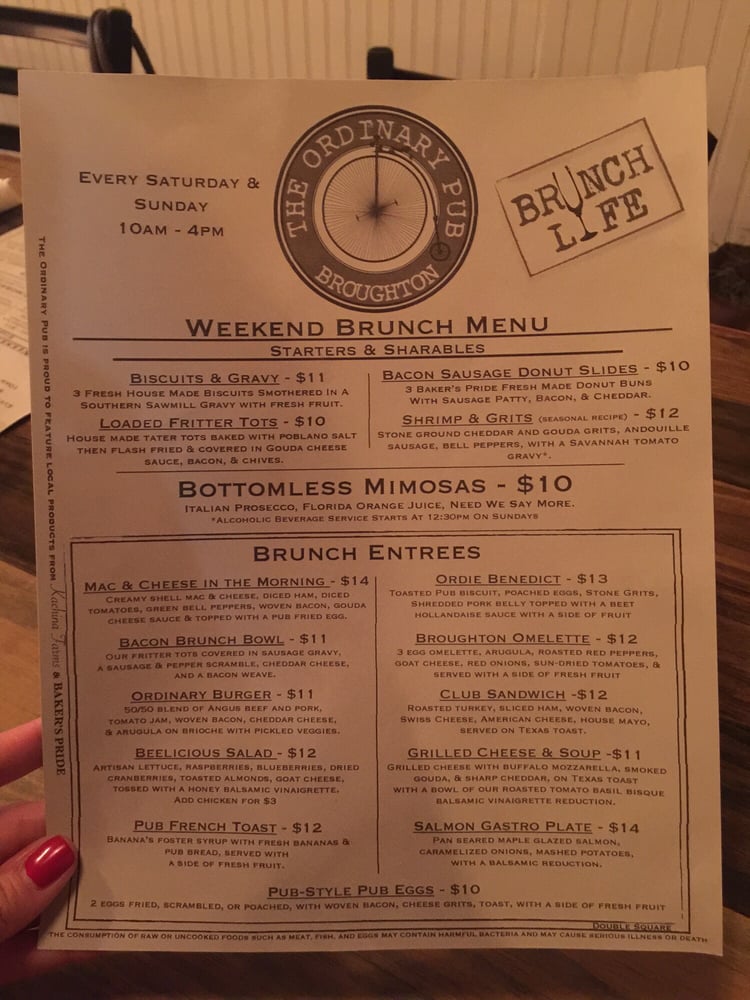 EVERY SATURDAY &
SUNDAY
10AM - 4PM
THE ORDINARY PUB
BROUGHTON
BRUNCH
LIFE
WEEKEND BRUNCH MENU
STARTERS & SHARABLES
BISCUITS & GRAVY - $11
3 FRESH HOUSE MADE BISCUITS SMOTHERED IN A
SOUTHERN SAWMILL GRAVY WITH FRESH FRUIT.
LOADED FRITTER TOTS - $10
HOUSE MADE TATER TOTS BAKED WITH POBLANO SALT
THEN FLASH FRIED & COVERED IN GOUDA CHEESE
SAUCE, BACON, & CHIVES.
BACON SAUSAGE DONUT SLIDES - $10
3 BAKER'S PRIDE FRESH MADE DONUT BUNS
WITH SAUSAGE PATTY, BACON, & CHEDDAR.
SHRIMP & GRITS (SEASONAL RECIPE) - $12
STONE GROUND CHEDDAR AND GOUDA GRITS, ANDOUILLE
SAUSAGE, BELL PEPPERS, WITH A SAVANNAH TOMATO
GRAVY*.
BOTTOMLESS MIMOSAS - $10
ITALIAN PROSECCO, FLORIDA ORANGE JUICE, NEED WE SAY MORE.
*ALCOHOLIC BEVERAGE SERVICE STARTS AT 12:30PM ON SUNDAYS
BRUNCH ENTREES
MAC & CHEESE IN THE MORNING - $14
CREAMY SHELL MAC & CHEESE, DICED HAM, DICED
TOMATOES, GREEN BELL PEPPERS, WOVEN BACON, GOUDA
CHEESE SAUCE & TOPPED WITH A PUB FRIED EGG.
BACON BRUNCH BOWL - $11
OUR FRITTER TOTS COVERED IN SAUSAGE GRAVY,
A SAUSAGE & PEPPER SCRAMBLE, CHEDDAR CHEESE,
AND A BACON WEAVE.
ORDINARY BURGER - $11
50/50 BLEND OF ANGUS BEEF AND PORK,
TOMATO JAM, WOVEN BACON, CHEDDAR CHEESE,
& ARUGULA ON BRIOCHE WITH PICKLED VEGGIES.
BEELICIOUS SALAD - $12
ARTISAN LETTUCE, RASPBERRIES, BLUEBERRIES, DRIED
CRANBERRIES, TOASTED ALMONDS, GOAT CHEESE,
TOSSED WITH A HONEY BALSAMIC VINAIGRETTE.
ADD CHICKEN FOR $3
PUB FRENCH TOAST - $12
BANANA'S FOSTER SYRUP WITH FRESH BANANAS &
PUB BREAD, SERVED WITH
A SIDE OF FRESH FRUIT.
ORDIE BENEDICT - $13
TOASTED PUB BISCUIT, POACHED EGGS, STONE GRITS,
SHREDDED PORK BELLY TOPPED WITH A BEET
HOLLANDAISE SAUCE WITH A SIDE OF FRUIT
BROUGHTON OMELETTE - $12
3 EGG OMELETTE, ARUGULA, ROASTED RED PEPPERS,
GOAT CHEESE, RED ONIONS, SUN-DRIED TOMATOES, &
SERVED WITH A SIDE OF FRESH FRUIT
CLUB SANDWICH -$12
ROASTED TURKEY, SLICED HAM, WOVEN BACON,
SWISS CHEESE, AMERICAN CHEESE, HOUSE MAYO,
SERVED ON TEXAS TOAST.
GRILLED CHEESE & SOUP -$11
GRILLED CHEESE WITH BUFFALO MOZZARELLA, SMOKED
GOUDA, & SHARP CHEDDAR, ON TEXAS TOAST
WITH A BOWL OF OUR ROASTED TOMATO BASIL BISQUE
BALSAMIC VINAIGRETTE REDUCTION.
SALMON GASTRO PLATE - $14
PAN SEARED MAPLE GLAZED SALMON,
CARAMELIZED ONIONS, MASHED POTATOES,
WITH A BALSAMIC REDUCTION.
PUB-STYLE PUB EGGS - $10
2 EGGS FRIED, SCRAMBLED, OR POACHED, WITH WOVEN BACON, CHEESE GRITS, TOAST, WITH A SIDE OF FRESH FRUIT
DOUBLE SQUARE
THE CONSUMPTION OF RAW OR UNCOOKED FOODS SUCH AS MEAT, FISH, AND EGGS MAY CONTAIN HARMFUL BACTERIA AND MAY CAUSE SERIOUS ILLNESS OR DEATH
THE ORDINARY PUB IS PROUD TO FEATURE LOCAL PRODUCTS FROM Kachina Farms & BAKER'S PRIDE